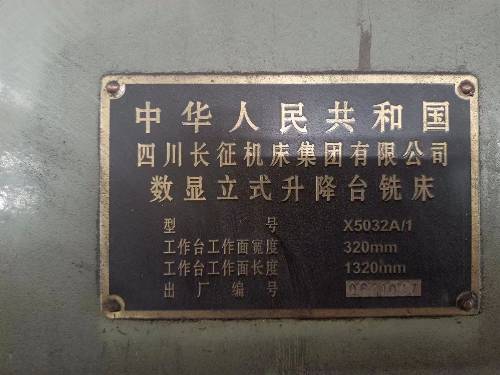 中华人民共和国
四川长征机床集团有限公司
数显立式升降台铣床
型号 X5032A/1
工作台工作面宽度 320mm
工作台工作面长度 1320mm
出厂编号